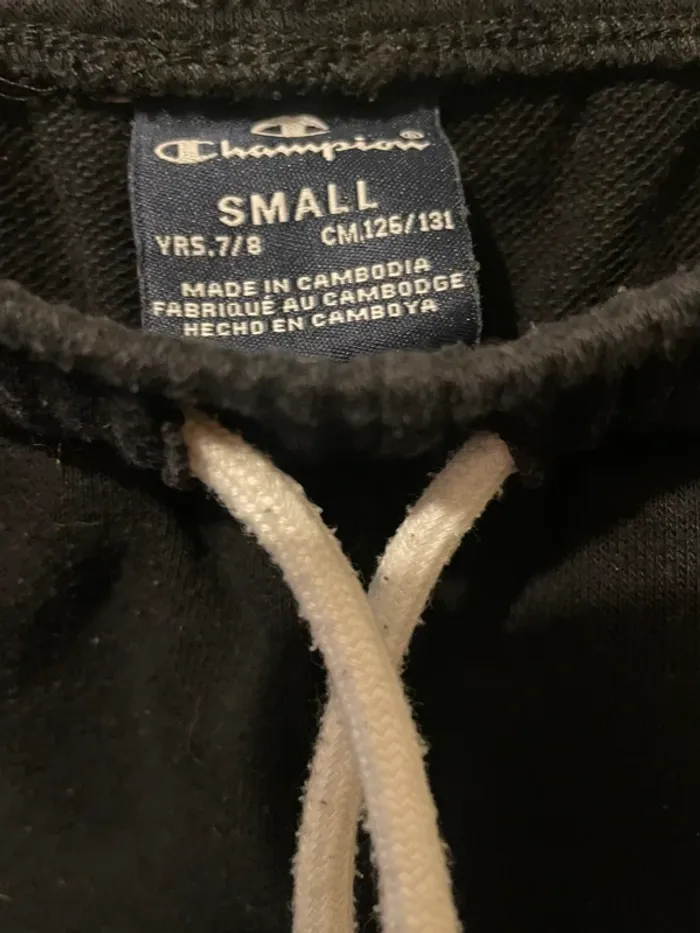 Champion®
SMALL
YRS.7/8 CM.126/131
MADE IN CAMBODIA
FABRIQUÉ AU CAMBODGE
HECHO EN CAMBOYA